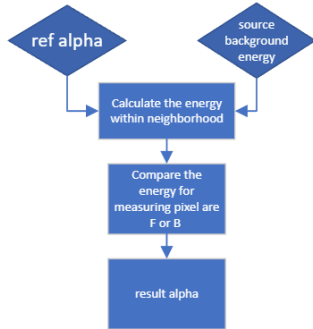 ref alpha
source
background
energy
Calculate the energy
within neighborhood
Compare the
energy for
measuring pixel are
F or B
result alpha